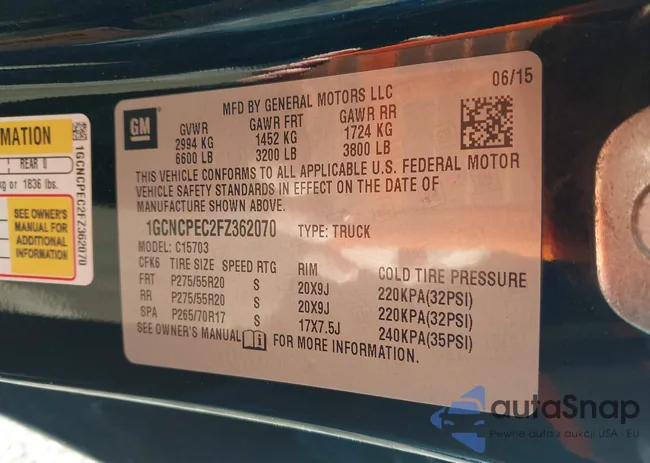 RMATION
REAR 0
kg or 1836 lbs.
SEE OWNER'S
MANUAL FOR
ADDITIONAL
INFORMATION
1GCNCPEC2FZ362070
GM
06/15
MFD BY GENERAL MOTORS LLC
GVWR GAWR FRT GAWR RR
2994 KG 1452 KG 1724 KG
6600 LB 3200 LB 3800 LB
THIS VEHICLE CONFORMS TO ALL APPLICABLE U.S. FEDERAL MOTOR
VEHICLE SAFETY STANDARDS IN EFFECT ON THE DATE OF
MANUFACTURE SHOWN ABOVE.
1GCNCPEC2FZ362070 TYPE: TRUCK
MODEL: C15703
CFK6 TIRE SIZE SPEED RTG RIM COLD TIRE PRESSURE
FRT P275/55R20 S 20X9J 220KPA(32PSI)
RR P275/55R20 S 20X9J 220KPA(32PSI)
SPA P265/70R17 S 17X7.5J 240KPA(35PSI)
SEE OWNER'S MANUAL FOR MORE INFORMATION.
autoSnap
Pewne auta z aukcji USA - EU